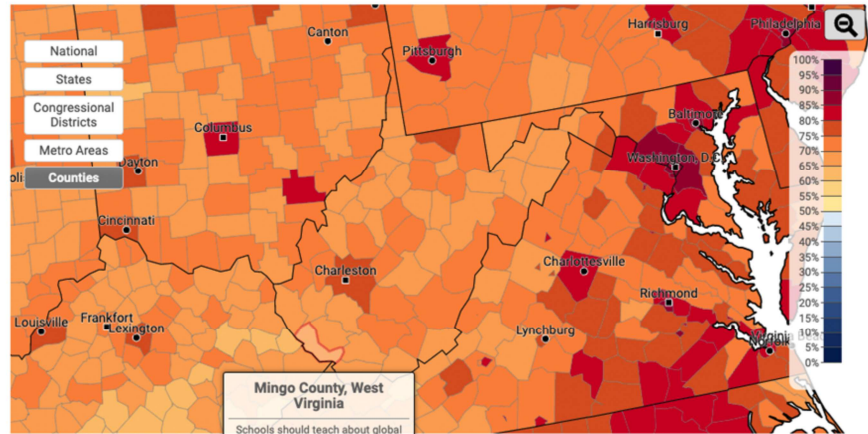 Canton
Harrisburg
Philadelphia
Pittsburgh
National
States
Congressional
Districts
Metro Areas
Counties
100%
95%
90%
85%
80%
75%
70%
65%
60%
55%
50%
45%
40%
35%
30%
25%
20%
15%
10%
5%
0%
Baltimore
Columbus
Washington, D.C.
Dayton
Cincinnati
Charleston
Charlottesville
Richmond
Louisville
Frankfort
Lexington
Lynchburg
Virginia Beach
Norfolk
Mingo County, West
Virginia
Schools should teach about global